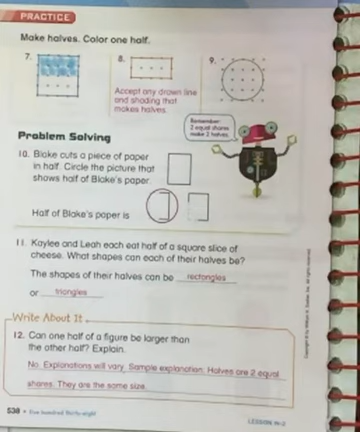 PRACTICE
Make halves. Color one half.
7.
8.
9.
Accept any drawn line
and shading that
makes halves.
Remember:
2 equal shares
make 2 halves.
Problem Solving
10. Blake cuts a piece of paper
in half. Circle the picture that
shows half of Blake's paper.
Half of Blake's paper is
11. Kaylee and Leah each eat half of a square slice of
cheese. What shapes can each of their halves be?
The shapes of their halves can be rectangles
or triangles
Write About It
12. Can one half of a figure be larger than
the other half? Explain.
No. Explanations will vary. Sample explanation: Halves are 2 equal
shares. They are the same size.
538 • five hundred thirty-eight
LESSON